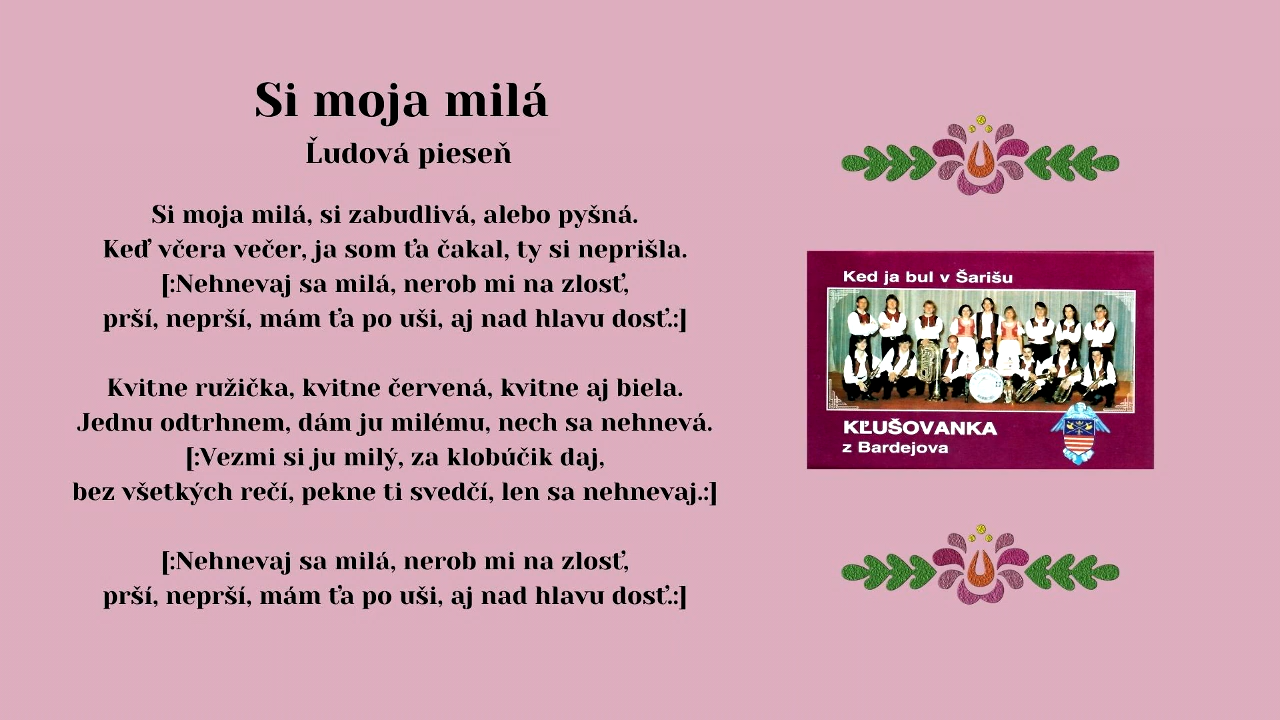 Si moja milá
Ľudová pieseň
Si moja milá, si zabudlivá, alebo pyšná.
Keď včera večer, ja som ťa čakal, ty si neprišla.
[:Nehnevaj sa milá, nerob mi na zlosť,
prší, neprší, mám ťa po uši, aj nad hlavu dosť.:]
Kvitne ružička, kvitne červená, kvitne aj biela.
Jednu odtrhnem, dám ju milému, nech sa nehnevá.
[:Vezmi si ju milý, za klobúčik daj,
bez všetkých rečí, pekne ti svedčí, len sa nehnevaj.:]
[:Nehnevaj sa milá, nerob mi na zlosť,
prší, neprší, mám ťa po uši, aj nad hlavu dosť.:]
Ked ja bul v Šarišu
KĽUŠOVANKA
z Bardejova